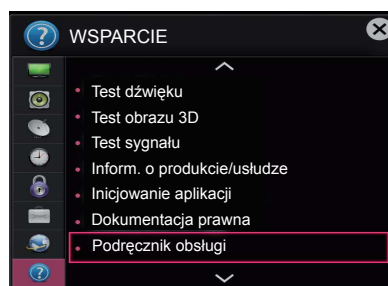 WSPARCIE
Test dźwięku
Test obrazu 3D
Test sygnału
Inform. o produkcie/usłudze
Inicjowanie aplikacji
Dokumentacja prawna
Podręcznik obsługi